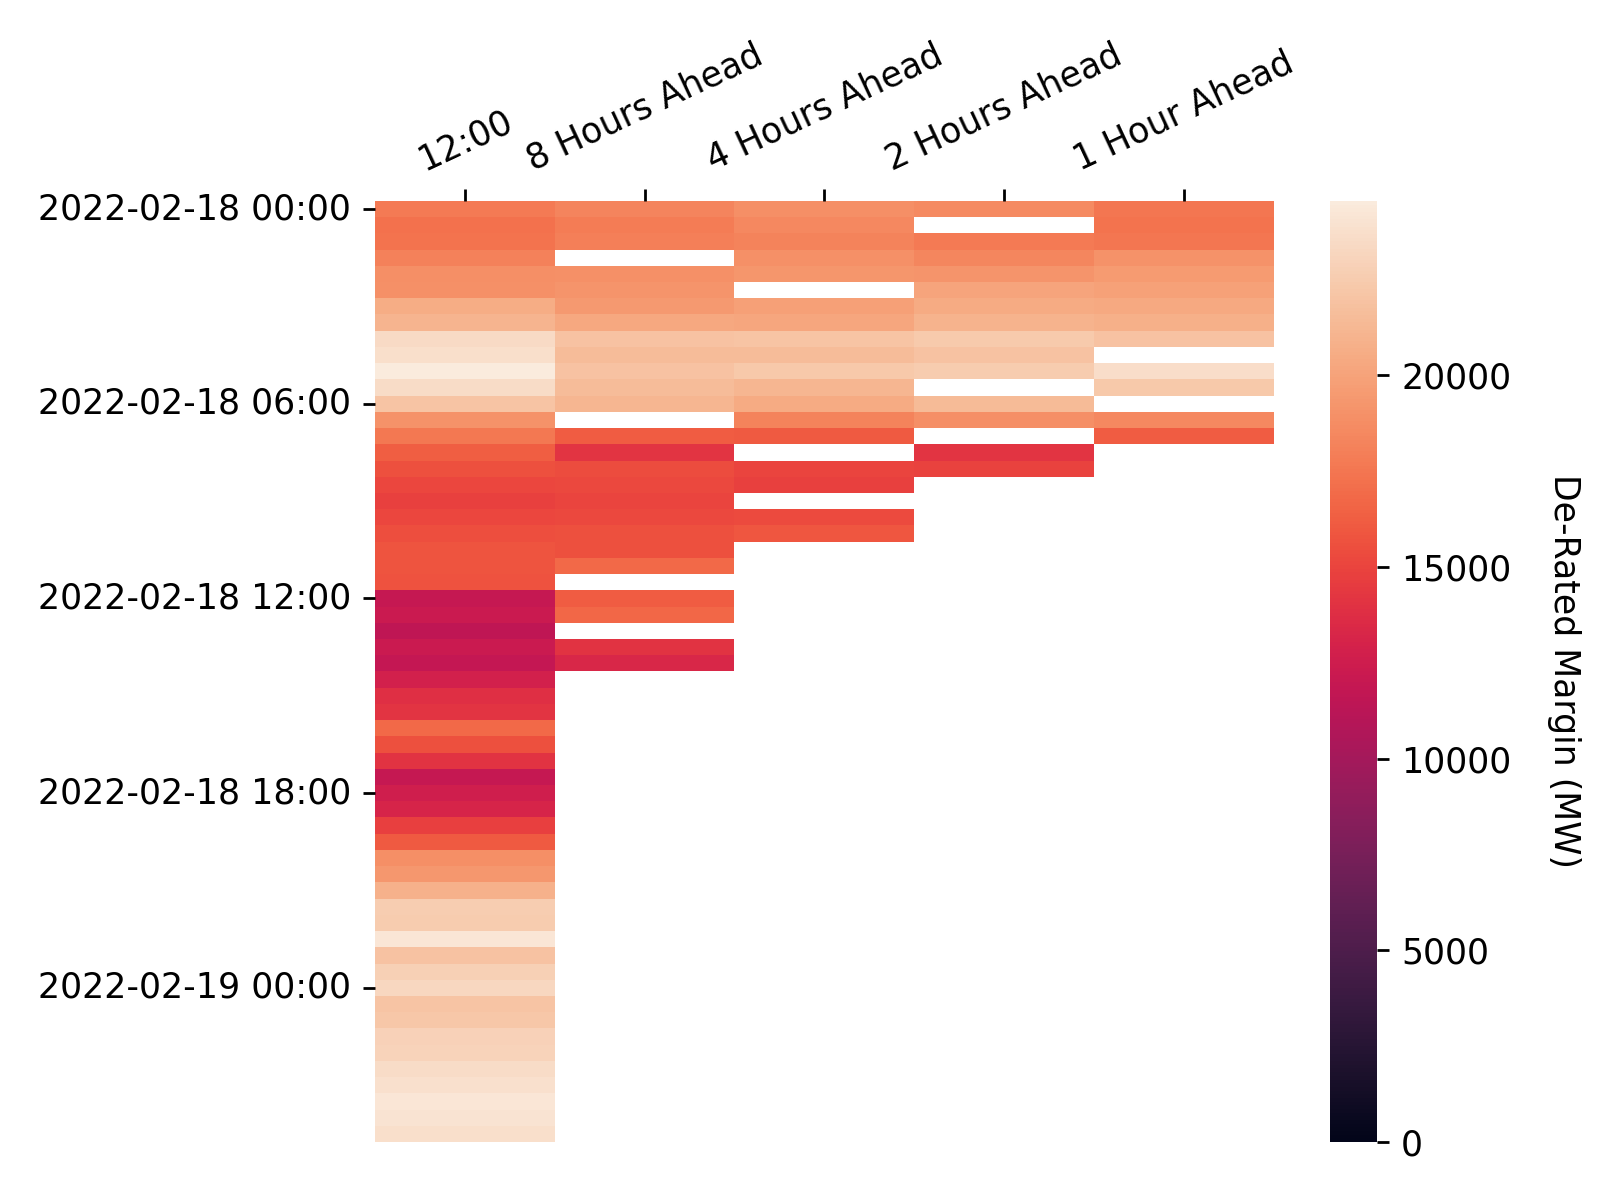 12:00
8 Hours Ahead
4 Hours Ahead
2 Hours Ahead
1 Hour Ahead
2022-02-18 00:00
2022-02-18 06:00
2022-02-18 12:00
2022-02-18 18:00
2022-02-19 00:00
20000
15000
10000
5000
0
De-Rated Margin (MW)